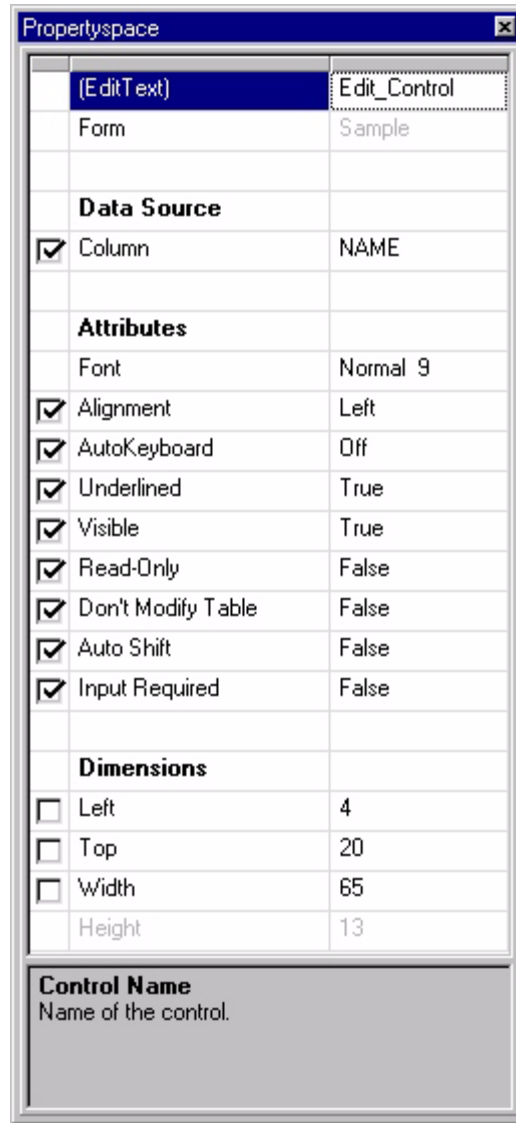 Propertyspace
(EditText) Edit_Control
Form Sample
Data Source
Column NAME
Attributes
Font Normal 9
Alignment Left
AutoKeyboard Off
Underlined True
Visible True
Read-Only False
Don't Modify Table False
Auto Shift False
Input Required False
Dimensions
Left 4
Top 20
Width 65
Height 13
Control Name
Name of the control.